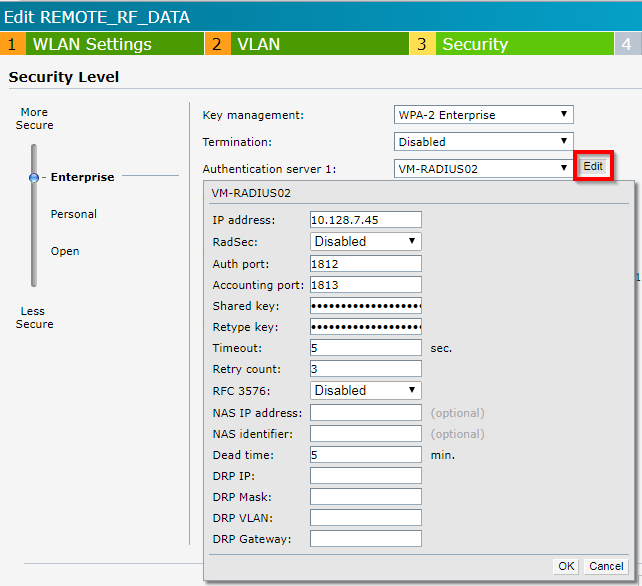 Edit REMOTE_RF_DATA
1 WLAN Settings 2 VLAN 3 Security 4
Security Level
More
Secure
Enterprise
Personal
Open
Less
Secure
Key management: WPA-2 Enterprise
Termination: Disabled
Authentication server 1: VM-RADIUS02 Edit
VM-RADIUS02
IP address: 10.128.7.45
RadSec: Disabled
Auth port: 1812
Accounting port: 1813
Shared key: ••••••••••••••••••
Retype key: ••••••••••••••••••
Timeout: 5 sec.
Retry count: 3
RFC 3576: Disabled
NAS IP address: (optional)
NAS identifier: (optional)
Dead time: 5 min.
DRP IP:
DRP Mask:
DRP VLAN:
DRP Gateway:
OK Cancel
1